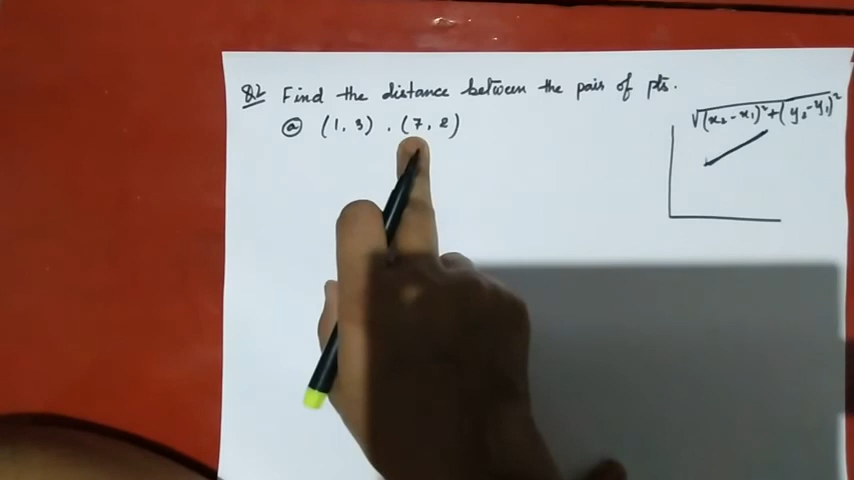 Q2 Find the distance between the pair of pts.
ⓐ (1, 3) . (7, 2)
√(x₂-x₁)²+(y₂-y₁)²